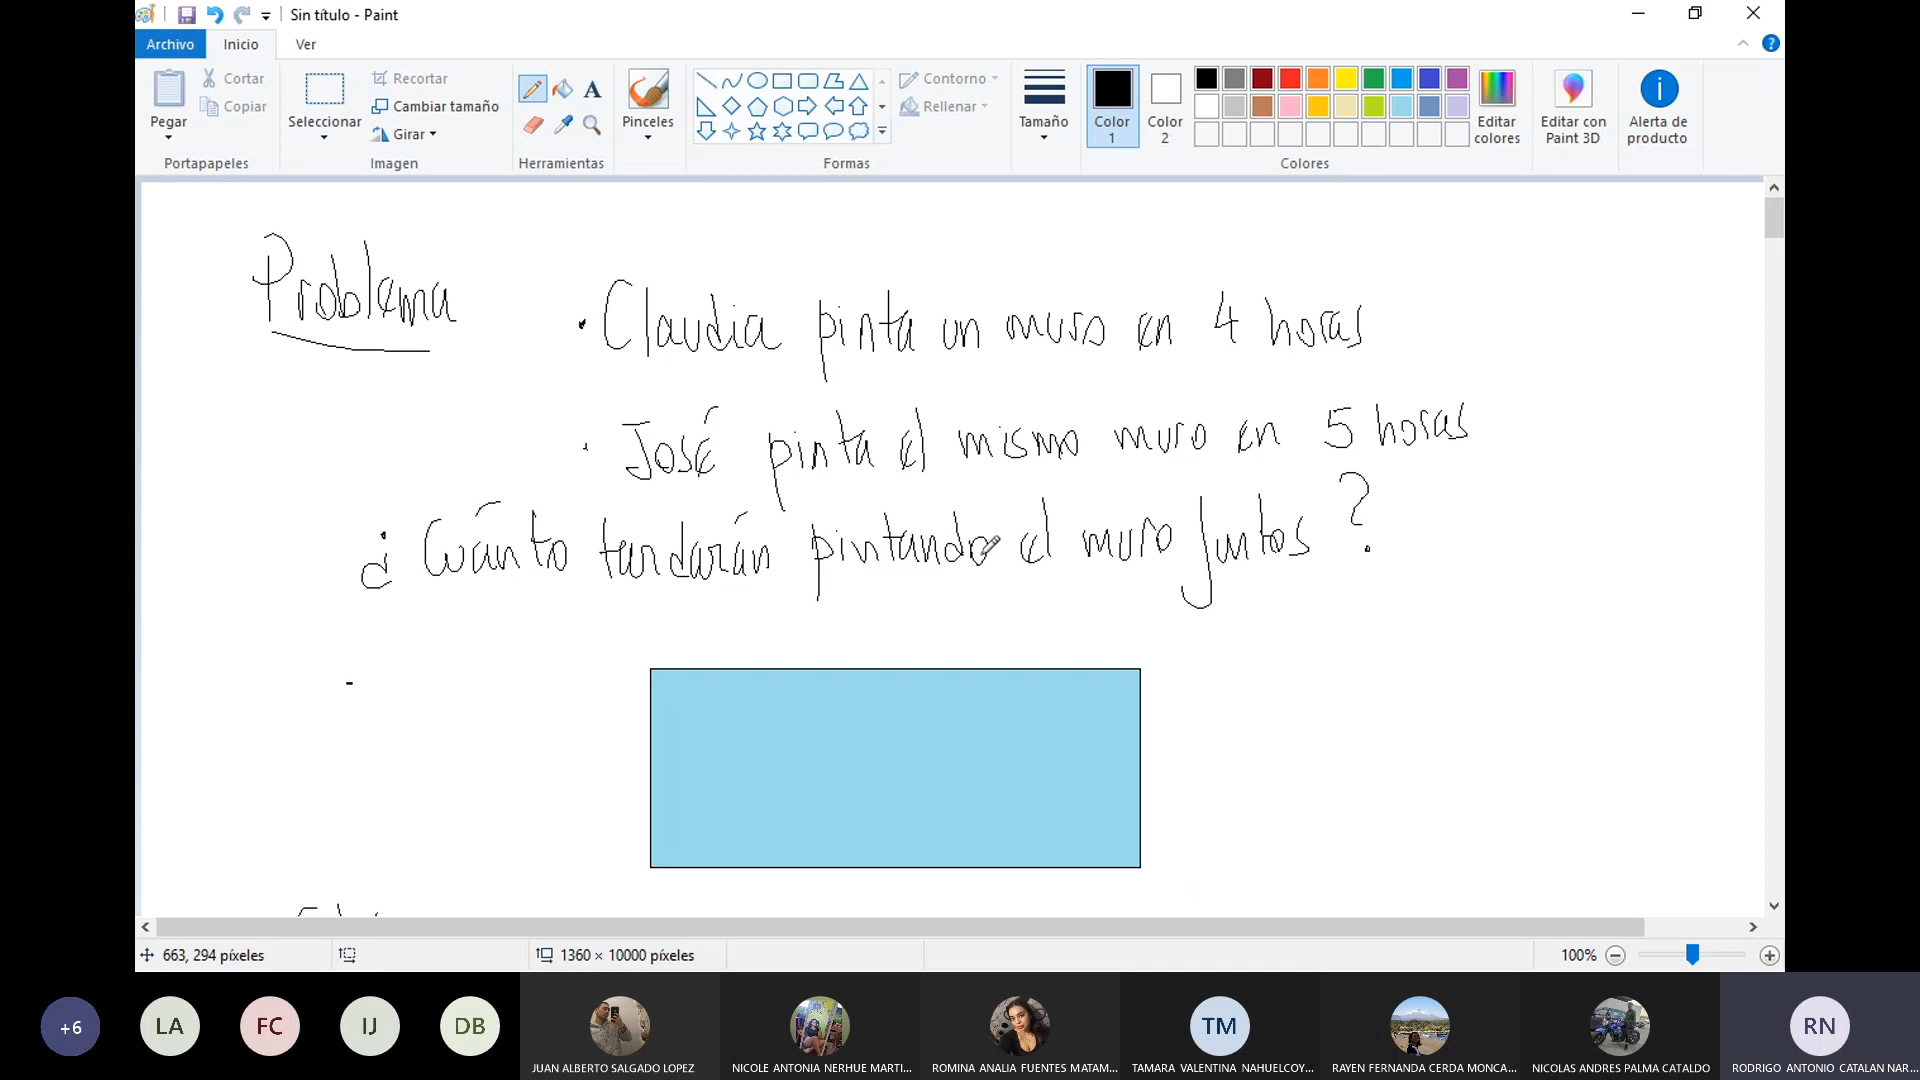 Sin título - Paint
Archivo Inicio Ver
Pegar
Cortar
Copiar
Portapapeles
Seleccionar
Recortar
Cambiar tamaño
Girar
Imagen
A
Herramientas
Pinceles
Contorno
Rellenar
Formas
Tamaño
Color 1
Color 2
Editar colores
Colores
Editar con Paint 3D
Alerta de producto
Problema
• Claudia pinta un muro en 4 horas
• José pinta el mismo muro en 5 horas
¿ Cuánto tardarán pintando el muro juntos ?
-
663, 294 píxeles
1360 × 10000 píxeles
100%
+6
LA
FC
IJ
DB
JUAN ALBERTO SALGADO LOPEZ
NICOLE ANTONIA NERHUE MARTI...
ROMINA ANALIA FUENTES MATAM...
TM
TAMARA VALENTINA NAHUELCOY...
RAYEN FERNANDA CERDA MONCA...
NICOLAS ANDRES PALMA CATALDO
RN
RODRIGO ANTONIO CATALAN NAR...